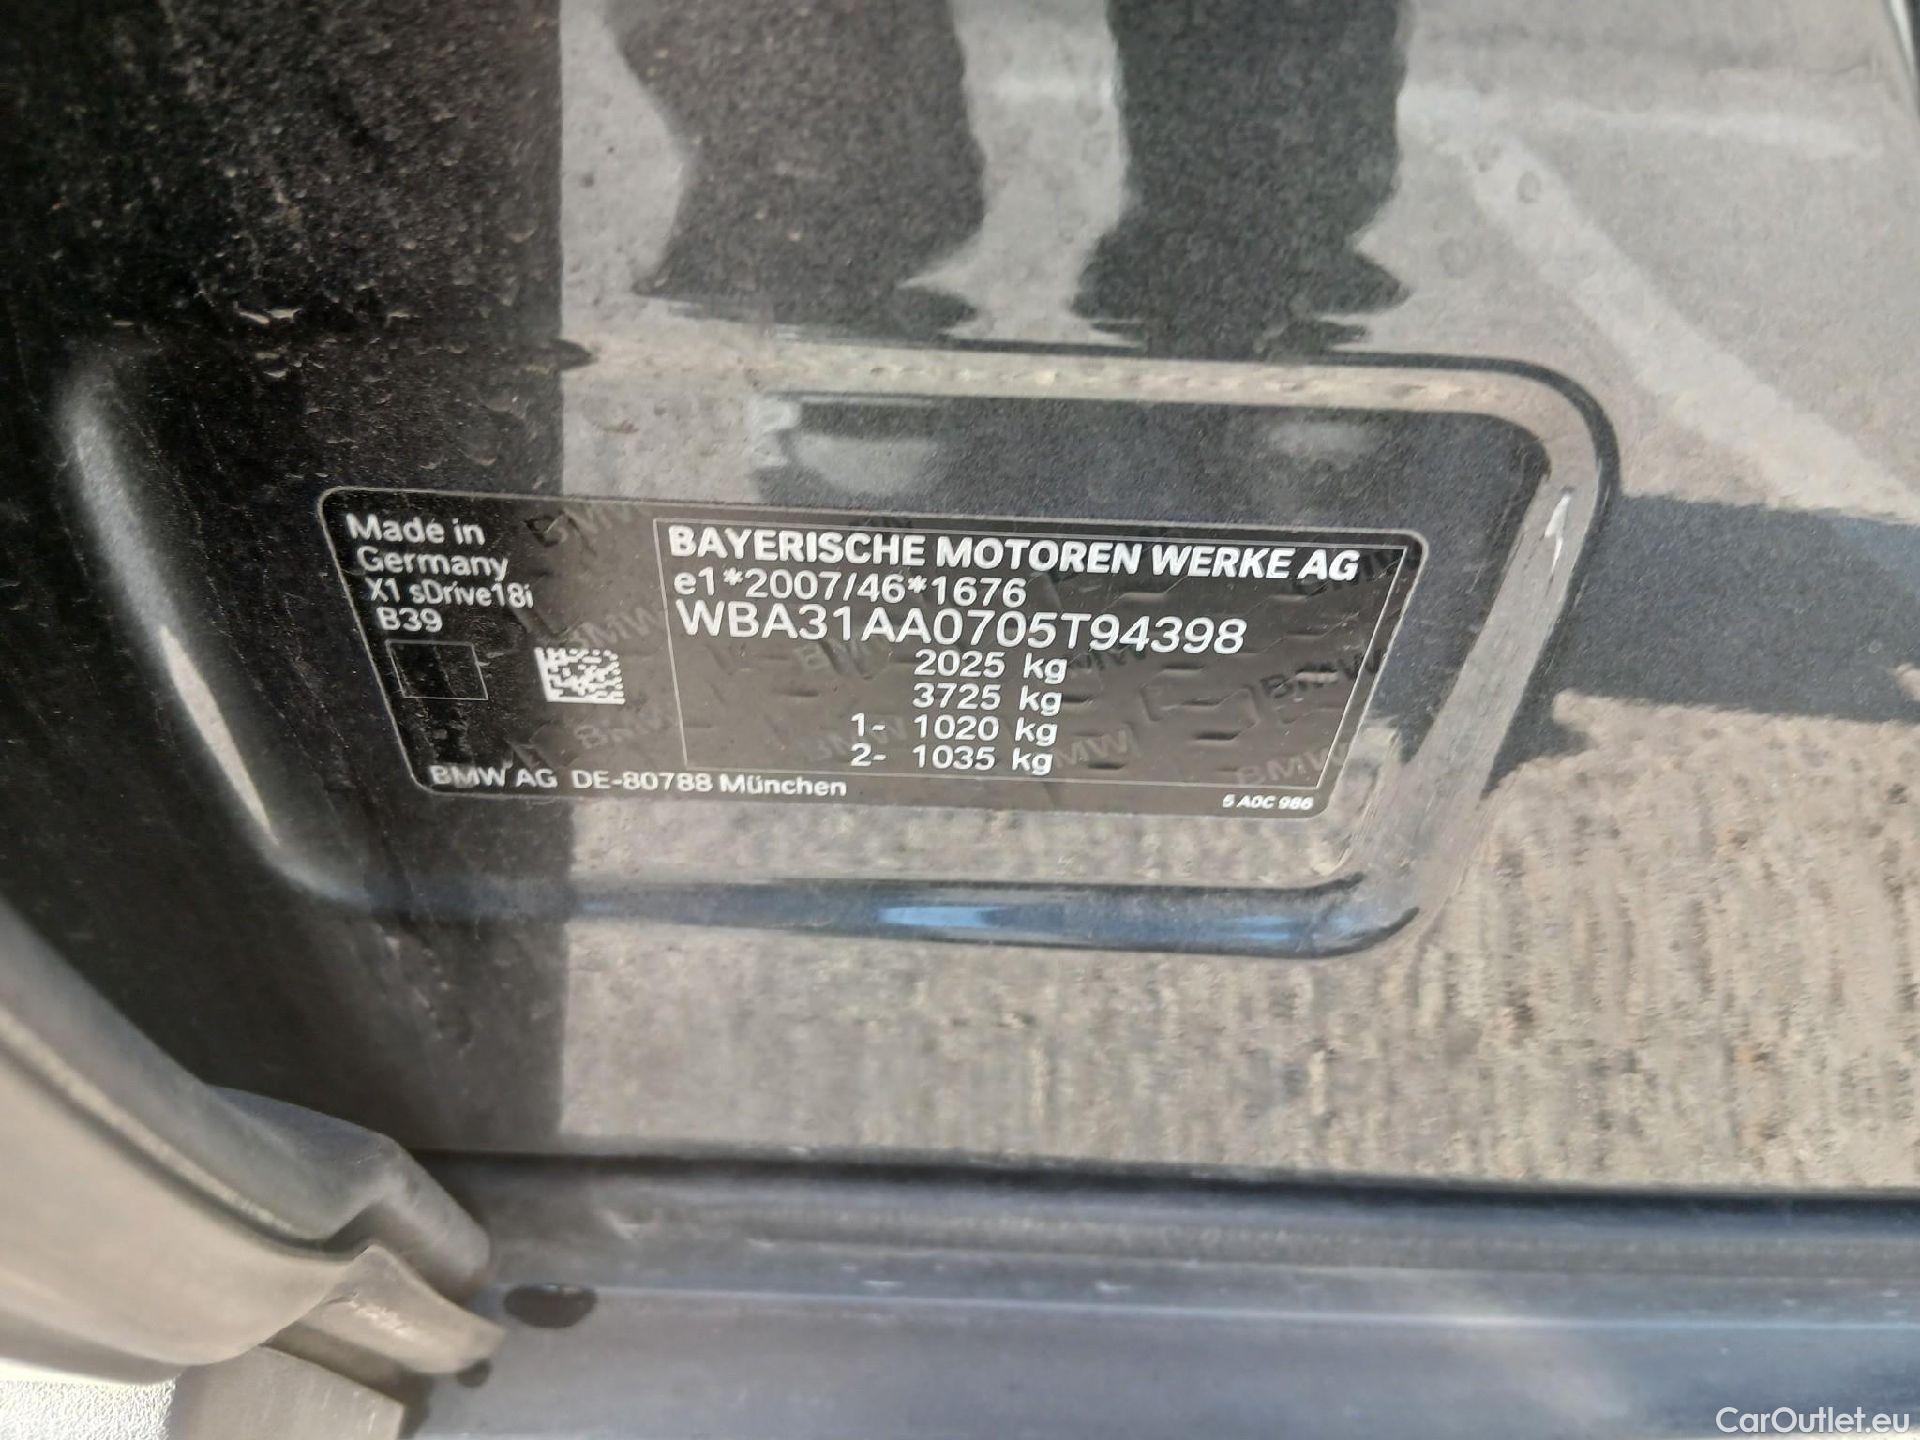 Made in
Germany
X1 sDrive18i
B39
BAYERISCHE MOTOREN WERKE AG
e1*2007/46*1676
WBA31AA0705T94398
2025 kg
3725 kg
1- 1020 kg
2- 1035 kg
BMW AG DE-80788 München
5 A0C 986
CarOutlet.eu